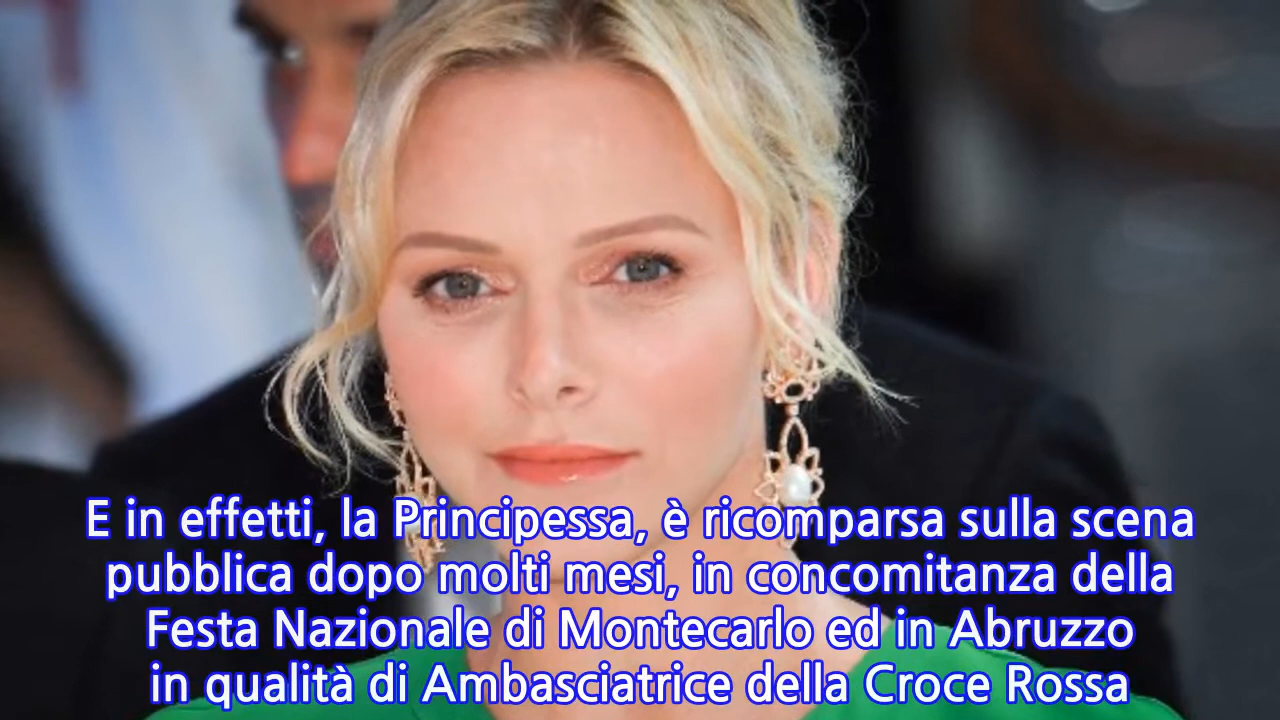 E in effetti, la Principessa, è ricomparsa sulla scena
pubblica dopo molti mesi, in concomitanza della
Festa Nazionale di Montecarlo ed in Abruzzo
in qualità di Ambasciatrice della Croce Rossa